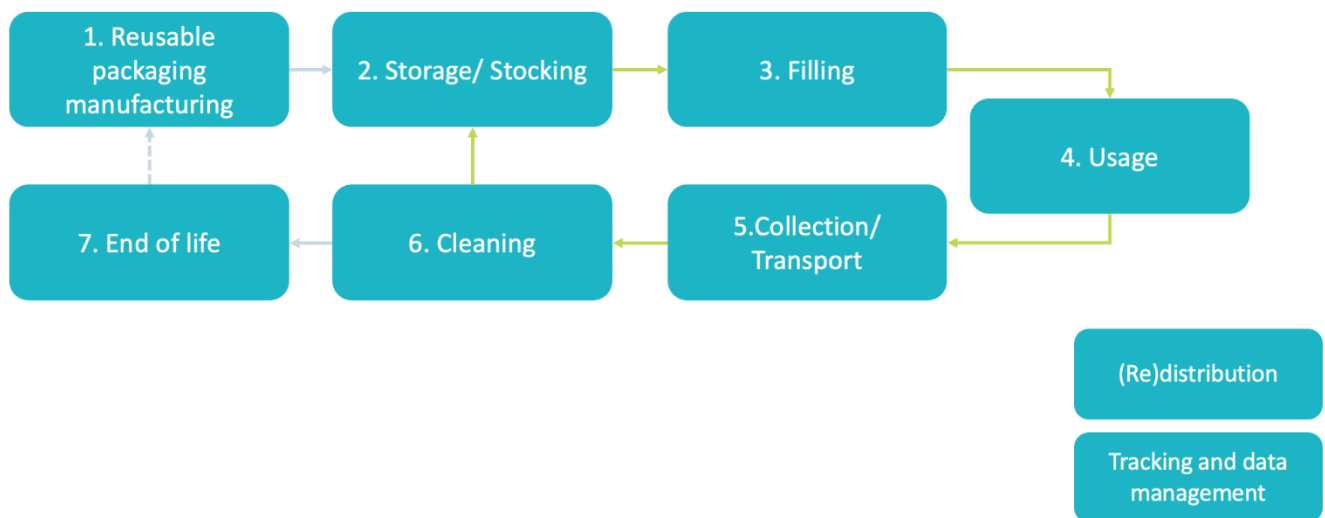 1. Reusable
packaging
manufacturing
2. Storage/ Stocking
3. Filling
4. Usage
5.Collection/
Transport
6. Cleaning
7. End of life
(Re)distribution
Tracking and data
management